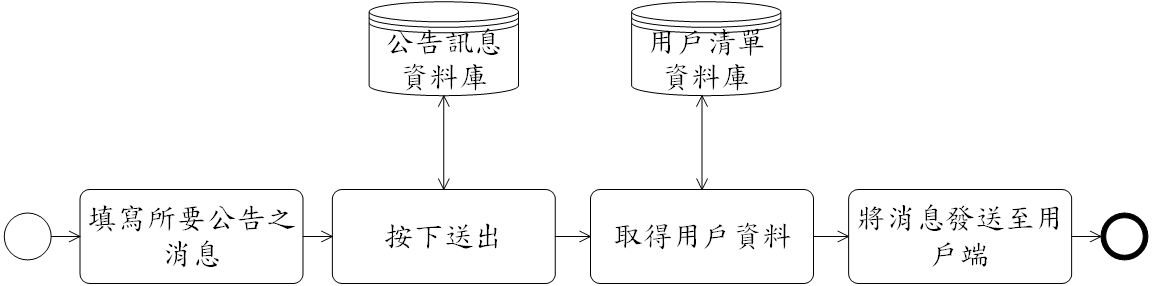 公告訊息
資料庫
用戶清單
資料庫
填寫所要公告之
消息
按下送出
取得用戶資料
將消息發送至用
戶端